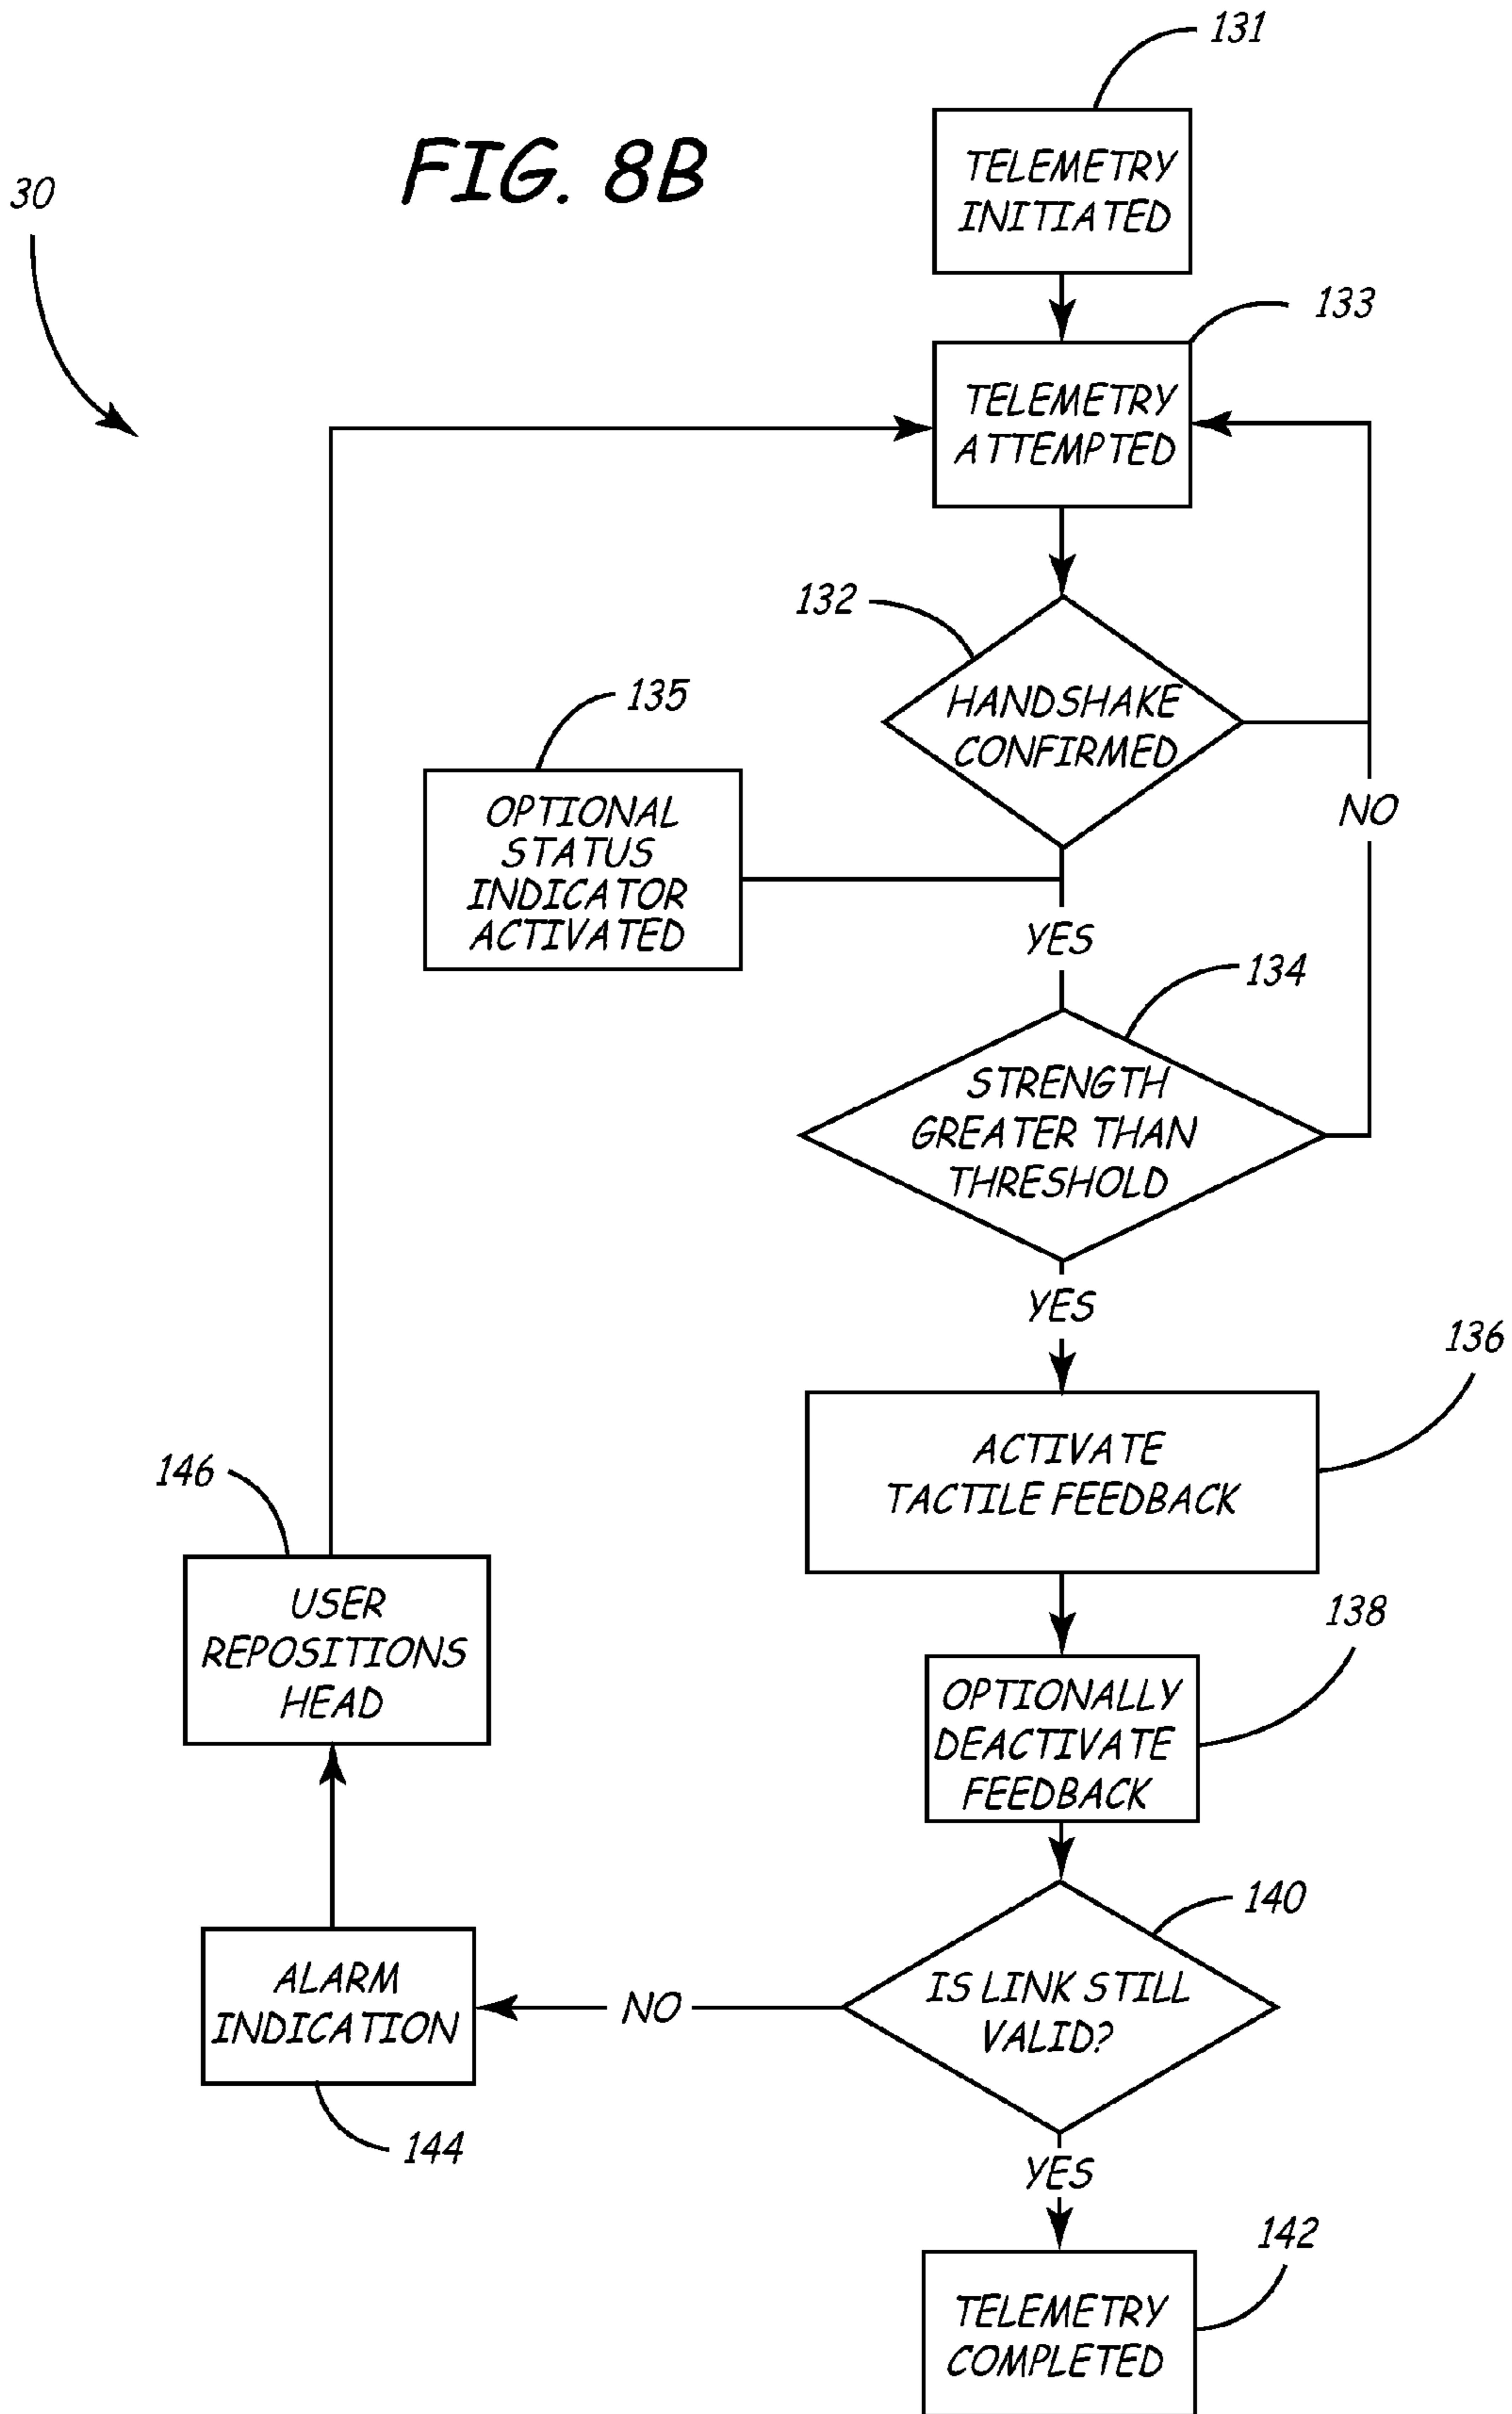 131
FIG. 8B
30
TELEMETRY
INITIATED
133
TELEMETRY
ATTEMPTED
132
HANDSHAKE
CONFIRMED
135
OPTIONAL
STATUS
INDICATOR
ACTIVATED
NO
YES
134
STRENGTH
GREATER THAN
THRESHOLD
YES
136
ACTIVATE
TACTILE FEEDBACK
146
USER
REPOSITIONS
HEAD
138
OPTIONALLY
DEACTIVATE
FEEDBACK
140
IS LINK STILL
VALID?
NO
ALARM
INDICATION
144
YES
142
TELEMETRY
COMPLETED